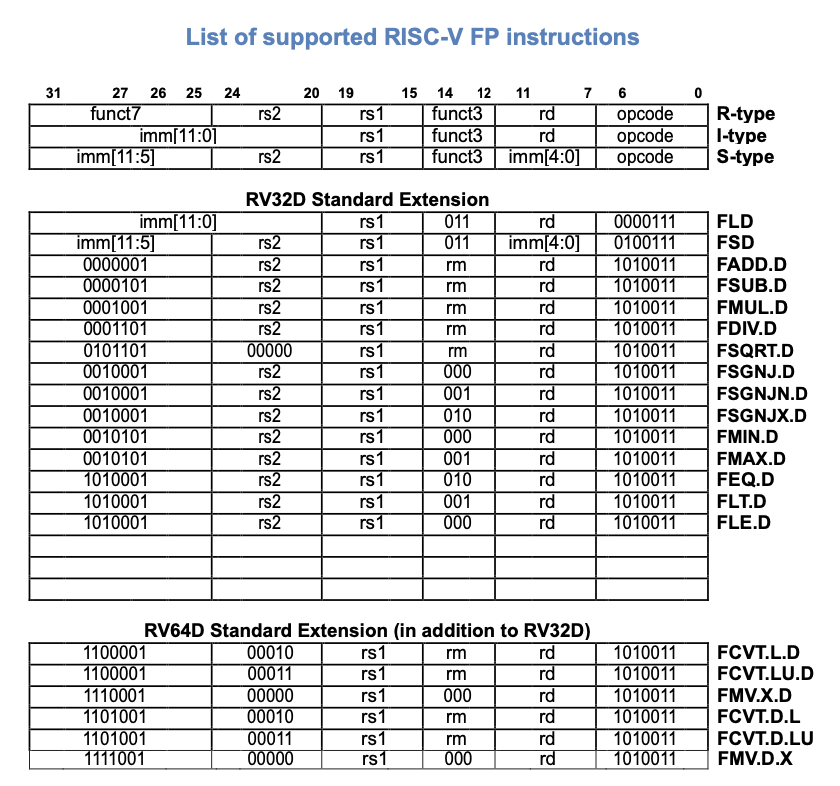 List of supported RISC-V FP instructions
31 27 26 25 24 20 19 15 14 12 11 7 6 0
funct7 rs2 rs1 funct3 rd opcode R-type
imm[11:0] rs1 funct3 rd opcode I-type
imm[11:5] rs2 rs1 funct3 imm[4:0] opcode S-type
RV32D Standard Extension
imm[11:0] rs1 011 rd 0000111 FLD
imm[11:5] rs2 rs1 011 imm[4:0] 0100111 FSD
0000001 rs2 rs1 rm rd 1010011 FADD.D
0000101 rs2 rs1 rm rd 1010011 FSUB.D
0001001 rs2 rs1 rm rd 1010011 FMUL.D
0001101 rs2 rs1 rm rd 1010011 FDIV.D
0101101 00000 rs1 rm rd 1010011 FSQRT.D
0010001 rs2 rs1 000 rd 1010011 FSGNJ.D
0010001 rs2 rs1 001 rd 1010011 FSGNJN.D
0010001 rs2 rs1 010 rd 1010011 FSGNJX.D
0010101 rs2 rs1 000 rd 1010011 FMIN.D
0010101 rs2 rs1 001 rd 1010011 FMAX.D
1010001 rs2 rs1 010 rd 1010011 FEQ.D
1010001 rs2 rs1 001 rd 1010011 FLT.D
1010001 rs2 rs1 000 rd 1010011 FLE.D
RV64D Standard Extension (in addition to RV32D)
1100001 00010 rs1 rm rd 1010011 FCVT.L.D
1100001 00011 rs1 rm rd 1010011 FCVT.LU.D
1110001 00000 rs1 000 rd 1010011 FMV.X.D
1101001 00010 rs1 rm rd 1010011 FCVT.D.L
1101001 00011 rs1 rm rd 1010011 FCVT.D.LU
1111001 00000 rs1 000 rd 1010011 FMV.D.X